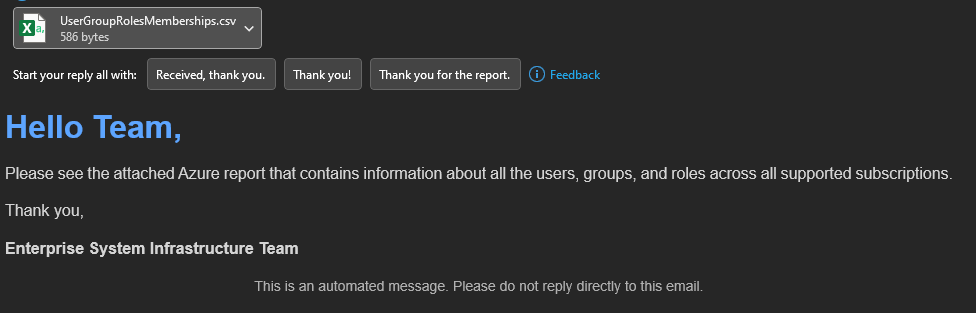 UserGroupRolesMemberships.csv
586 bytes
Start your reply all with: Received, thank you. Thank you! Thank you for the report. Feedback
Hello Team,
Please see the attached Azure report that contains information about all the users, groups, and roles across all supported subscriptions.
Thank you,
Enterprise System Infrastructure Team
This is an automated message. Please do not reply directly to this email.